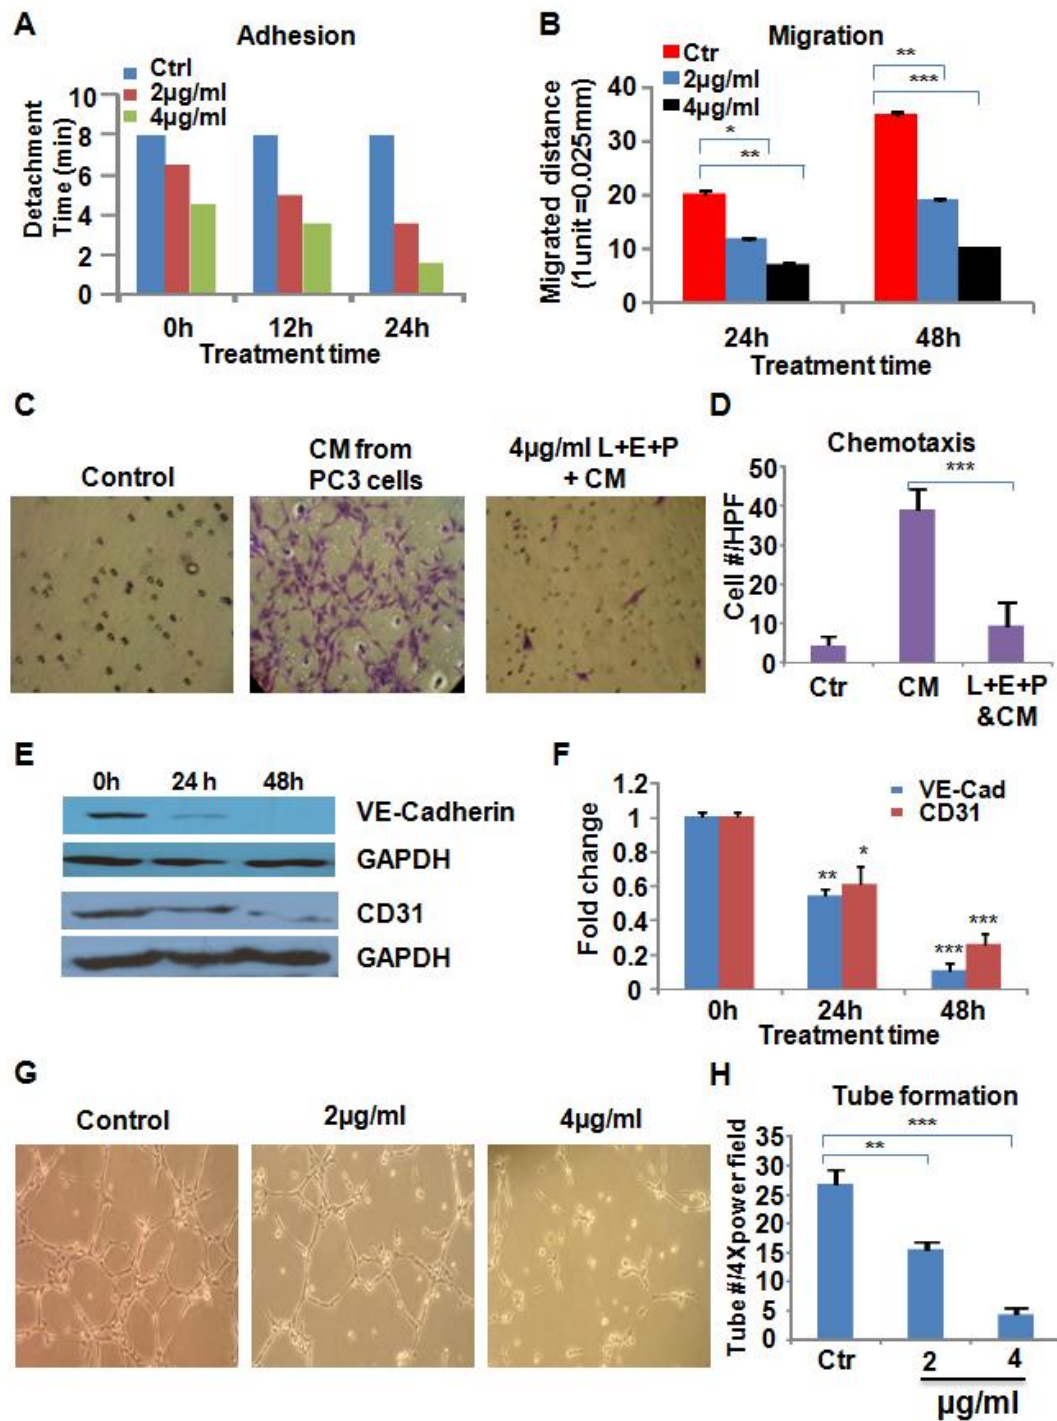 A
Adhesion
Ctrl
2µg/ml
4µg/ml
Detachment
Time (min)
10
8
6
4
2
0
0h 12h 24h
Treatment time
B
Migration
Ctr
2µg/ml
4µg/ml
**
***
*
**
Migrated distance
(1unit =0.025mm)
40
30
20
10
0
24h 48h
Treatment time
C
Control
CM from
PC3 cells
4µg/ml L+E+P
+ CM
D
Chemotaxis
***
Cell #/HPF
50
40
30
20
10
0
Ctr CM L+E+P
&CM
E
0h 24 h 48h
VE-Cadherin
GAPDH
CD31
GAPDH
F
VE-Cad
CD31
Fold change
1.2
1
0.8
0.6
0.4
0.2
0
**
*
***
***
0h 24h 48h
Treatment time
G
Control
2µg/ml
4µg/ml
H
Tube formation
***
**
Tube #/4Xpower field
35
30
25
20
15
10
5
0
Ctr 2 4
µg/ml